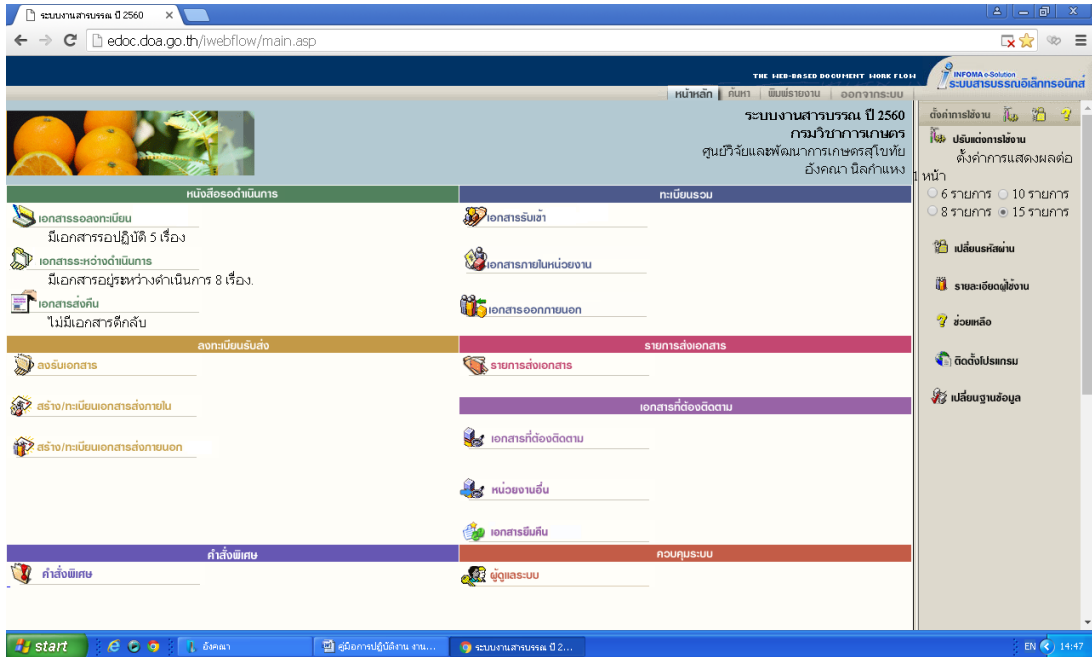 ระบบงานสารบรรณ ปี 2560
edoc.doa.go.th/iwebflow/main.asp
THE WEB-BASED DOCUMENT WORK FLOW
INFOMA e-Solution
ระบบสารบรรณอิเล็กทรอนิกส์
หน้าหลัก ค้นหา พิมพ์รายงาน ออกจากระบบ
ระบบงานสารบรรณ ปี 2560
กรมวิชาการเกษตร
ศูนย์วิจัยและพัฒนาการเกษตรสุโขทัย
อังคณา นิลกำแหง
หนังสือรอดำเนินการ
เอกสารรอลงทะเบียน
มีเอกสารรอปฏิบัติ 5 เรื่อง
เอกสารระหว่างดำเนินการ
มีเอกสารอยู่ระหว่างดำเนินการ 8 เรื่อง.
เอกสารส่งคืน
ไม่มีเอกสารตีกลับ
ทะเบียนรวม
เอกสารรับเข้า
เอกสารภายในหน่วยงาน
เอกสารออกภายนอก
ลงทะเบียนรับส่ง
ลงรับเอกสาร
สร้าง/ทะเบียนเอกสารส่งภายใน
สร้าง/ทะเบียนเอกสารส่งภายนอก
รายการส่งเอกสาร
รายการส่งเอกสาร
เอกสารที่ต้องติดตาม
เอกสารที่ต้องติดตาม
หน่วยงานอื่น
เอกสารยืมคืน
คำสั่งพิเศษ
คำสั่งพิเศษ
ควบคุมระบบ
ผู้ดูแลระบบ
ตั้งค่าการใช้งาน
ปรับแต่งการใช้งาน
ตั้งค่าการแสดงผลต่อ
1 หน้า
6 รายการ 10 รายการ
8 รายการ 15 รายการ
เปลี่ยนรหัสผ่าน
รายละเอียดผู้ใช้งาน
ช่วยเหลือ
ติดตั้งโปรแกรม
เปลี่ยนฐานข้อมูล
start
อังคณา
คู่มือการปฏิบัติงาน งาน...
ระบบงานสารบรรณ ปี 2...
EN
14:47